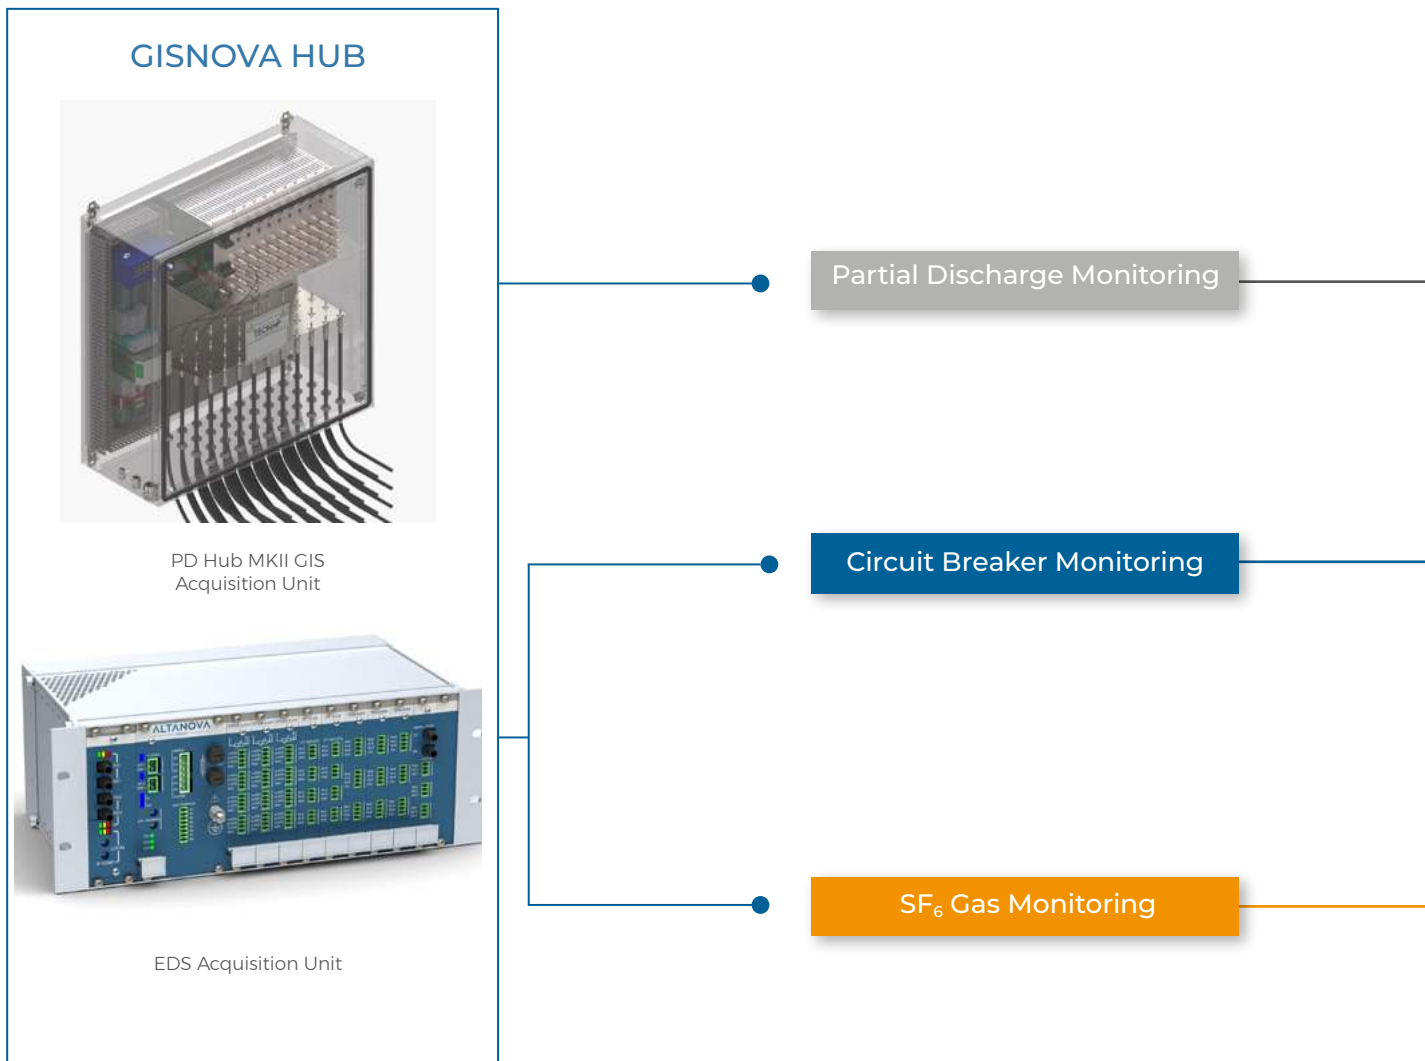 GISNOVA HUB
TECHIMP
PD Hub MKII GIS
Acquisition Unit
ALTANOVA
EDS Acquisition Unit
Partial Discharge Monitoring
Circuit Breaker Monitoring
SF₆ Gas Monitoring